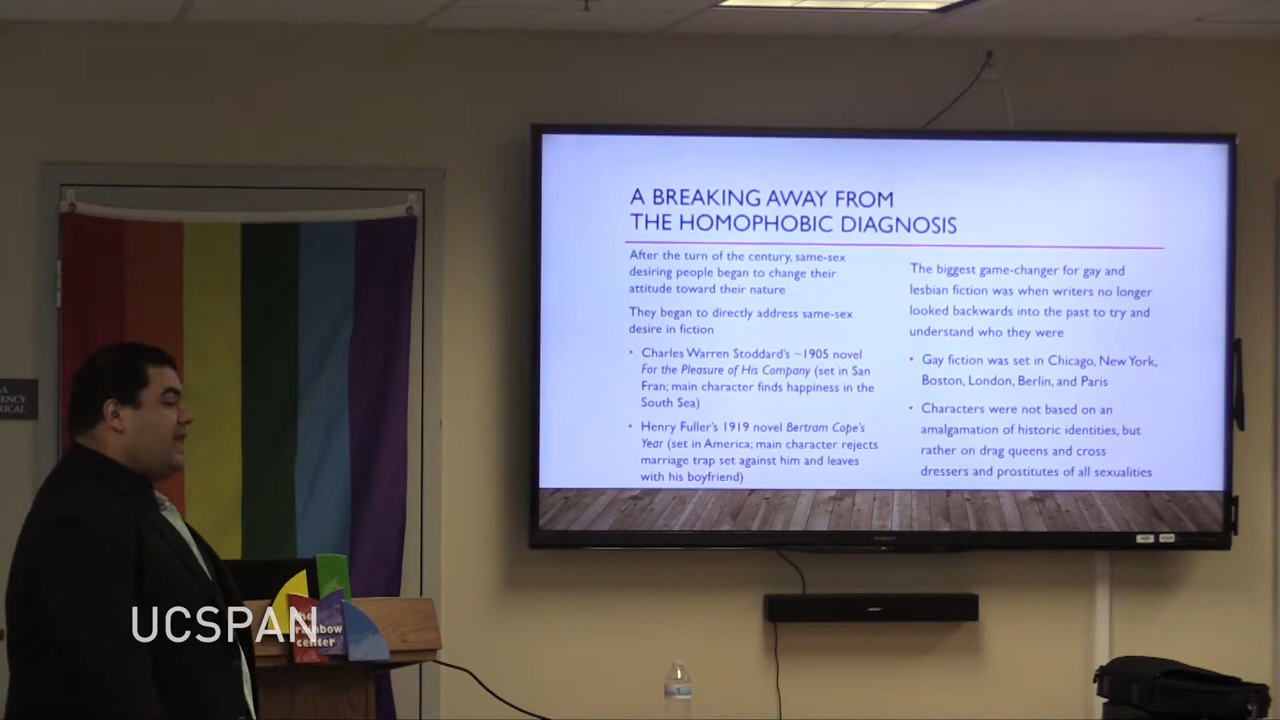 A BREAKING AWAY FROM
THE HOMOPHOBIC DIAGNOSIS
After the turn of the century, same-sex
desiring people began to change their
attitude toward their nature
They began to directly address same-sex
desire in fiction
• Charles Warren Stoddard's ~1905 novel
For the Pleasure of His Company (set in San
Fran; main character finds happiness in the
South Sea)
• Henry Fuller's 1919 novel Bertram Cope's
Year (set in America; main character rejects
marriage trap set against him and leaves
with his boyfriend)
The biggest game-changer for gay and
lesbian fiction was when writers no longer
looked backwards into the past to try and
understand who they were
• Gay fiction was set in Chicago, New York,
Boston, London, Berlin, and Paris
• Characters were not based on an
amalgamation of historic identities, but
rather on drag queens and cross
dressers and prostitutes of all sexualities
UCSPAN
the
rainbow
center
BOSE